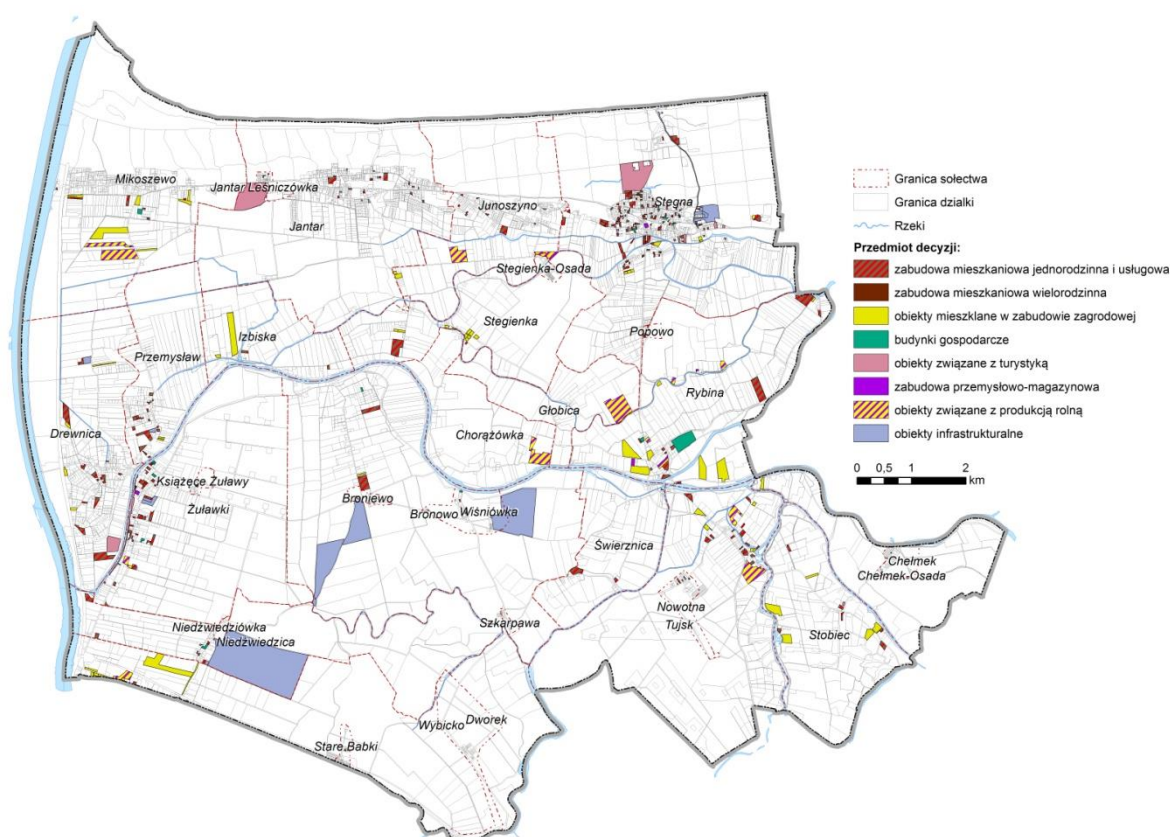 Mikoszewo
Jantar Leśniczówka
Jantar
Junoszyno
Stegna
Stegienka-Osada
Stegienka
Izbiska
Przemysław
Popowo
Rybina
Głobica
Chorążówka
Drewnica
Książęce Żuławy
Żuławki
Broniewo
Bronowo
Wiśniówka
Świerznica
Chełmek
Chełmek-Osada
Nowotna
Tujsk
Stobiec
Szkarpawa
Niedźwiedziówka
Niedźwiedzica
Wybicko
Dworek
Stare Babki
Granica sołectwa
Granica dzialki
Rzeki
Przedmiot decyzji:
zabudowa mieszkaniowa jednorodzinna i usługowa
zabudowa mieszkaniowa wielorodzinna
obiekty mieszklane w zabudowie zagrodowej
budynki gospodarcze
obiekty związane z turystyką
zabudowa przemysłowo-magazynowa
obiekty związane z produkcją rolną
obiekty infrastrukturalne
0 0,5 1 2
km